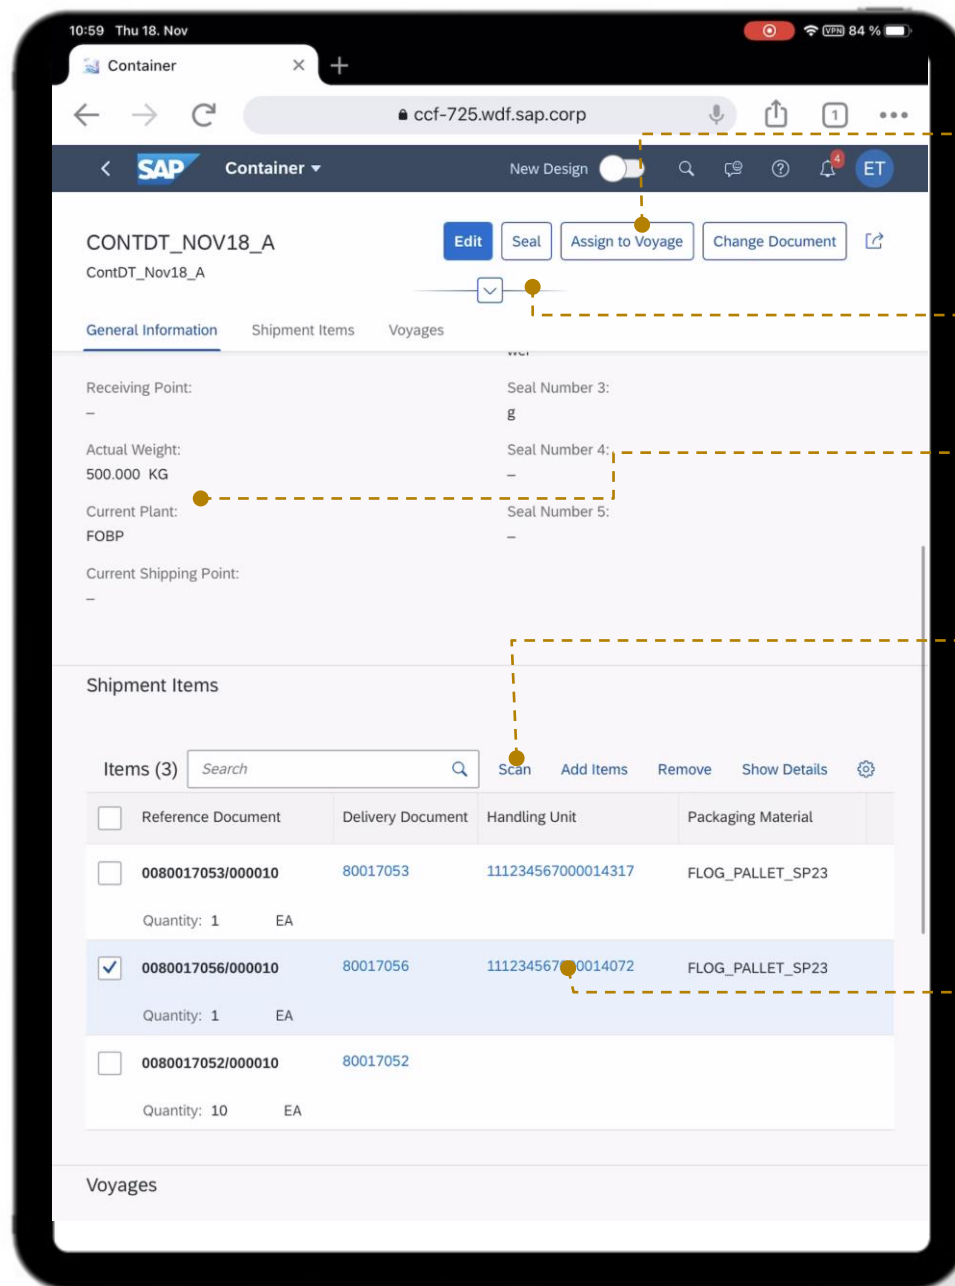 10:59 Thu 18. Nov
VPN 84 %
Container
ccf-725.wdf.sap.corp
1
SAP Container New Design 4 ET
CONTDT_NOV18_A
Edit Seal Assign to Voyage Change Document
ContDT_Nov18_A
General Information Shipment Items Voyages
Receiving Point: Seal Number 3:
– g
Actual Weight: Seal Number 4:
500.000 KG –
Current Plant: Seal Number 5:
FOBP –
Current Shipping Point:
–
Shipment Items
Items (3) Search Scan Add Items Remove Show Details
Reference Document Delivery Document Handling Unit Packaging Material
0080017053/000010 80017053 111234567000014317 FLOG_PALLET_SP23
Quantity: 1 EA
0080017056/000010 80017056 111234567000014072 FLOG_PALLET_SP23
Quantity: 1 EA
0080017052/000010 80017052
Quantity: 10 EA
Voyages